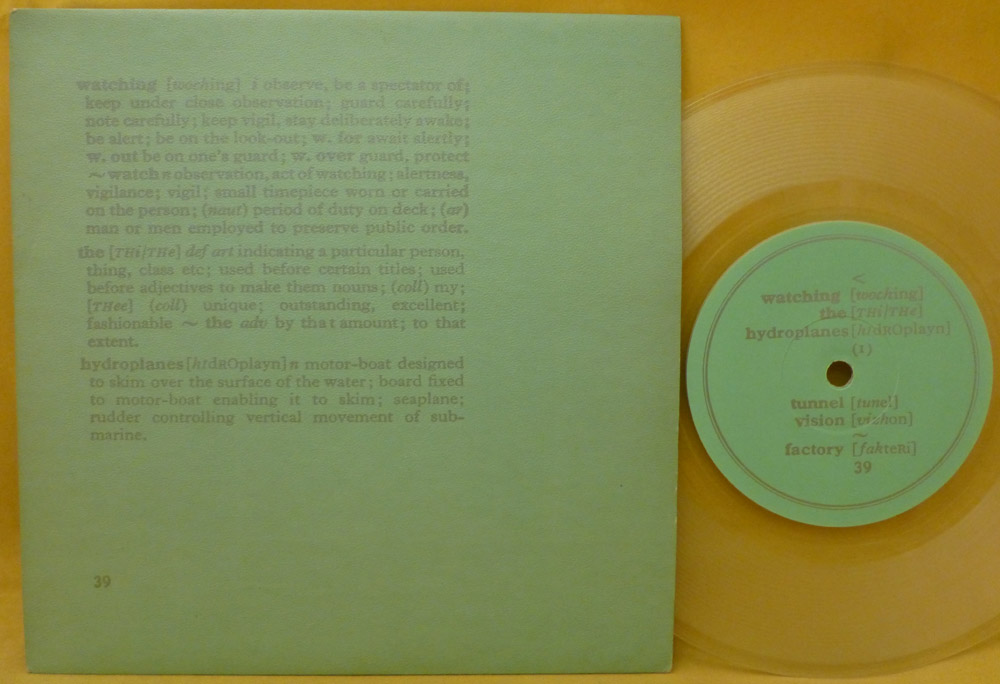 watching [woching] i observe, be a spectator of;
keep under close observation; guard carefully;
note carefully; keep vigil, stay deliberately awake;
be alert; be on the look-out; w. for await alertly;
w. out be on one's guard; w. over guard, protect
~ watch n observation, act of watching; alertness,
vigilance; vigil; small timepiece worn or carried
on the person; (naut) period of duty on deck; (ar)
man or men employed to preserve public order.
the [THi/THe] def art indicating a particular person,
thing, class etc; used before certain titles; used
before adjectives to make them nouns; (coll) my;
[THee] (coll) unique; outstanding, excellent;
fashionable ~ the adv by that amount; to that
extent.
hydroplanes [hIdROplayn] n motor-boat designed
to skim over the surface of the water; board fixed
to motor-boat enabling it to skim; seaplane;
rudder controlling vertical movement of sub-
marine.
39
<
watching [woching]
the [THi/THe]
hydroplanes [hIdROplayn]
(1)
tunnel [tunel]
vision [vizhon]
~
factory [fakteRi]
39